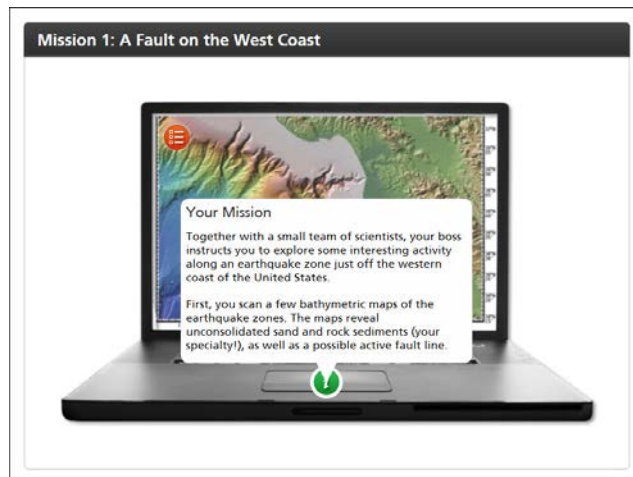 Mission 1: A Fault on the West Coast
Your Mission
Together with a small team of scientists, your boss
instructs you to explore some interesting activity
along an earthquake zone just off the western
coast of the United States.
First, you scan a few bathymetric maps of the
earthquake zones. The maps reveal
unconsolidated sand and rock sediments (your
specialty!), as well as a possible active fault line.
i